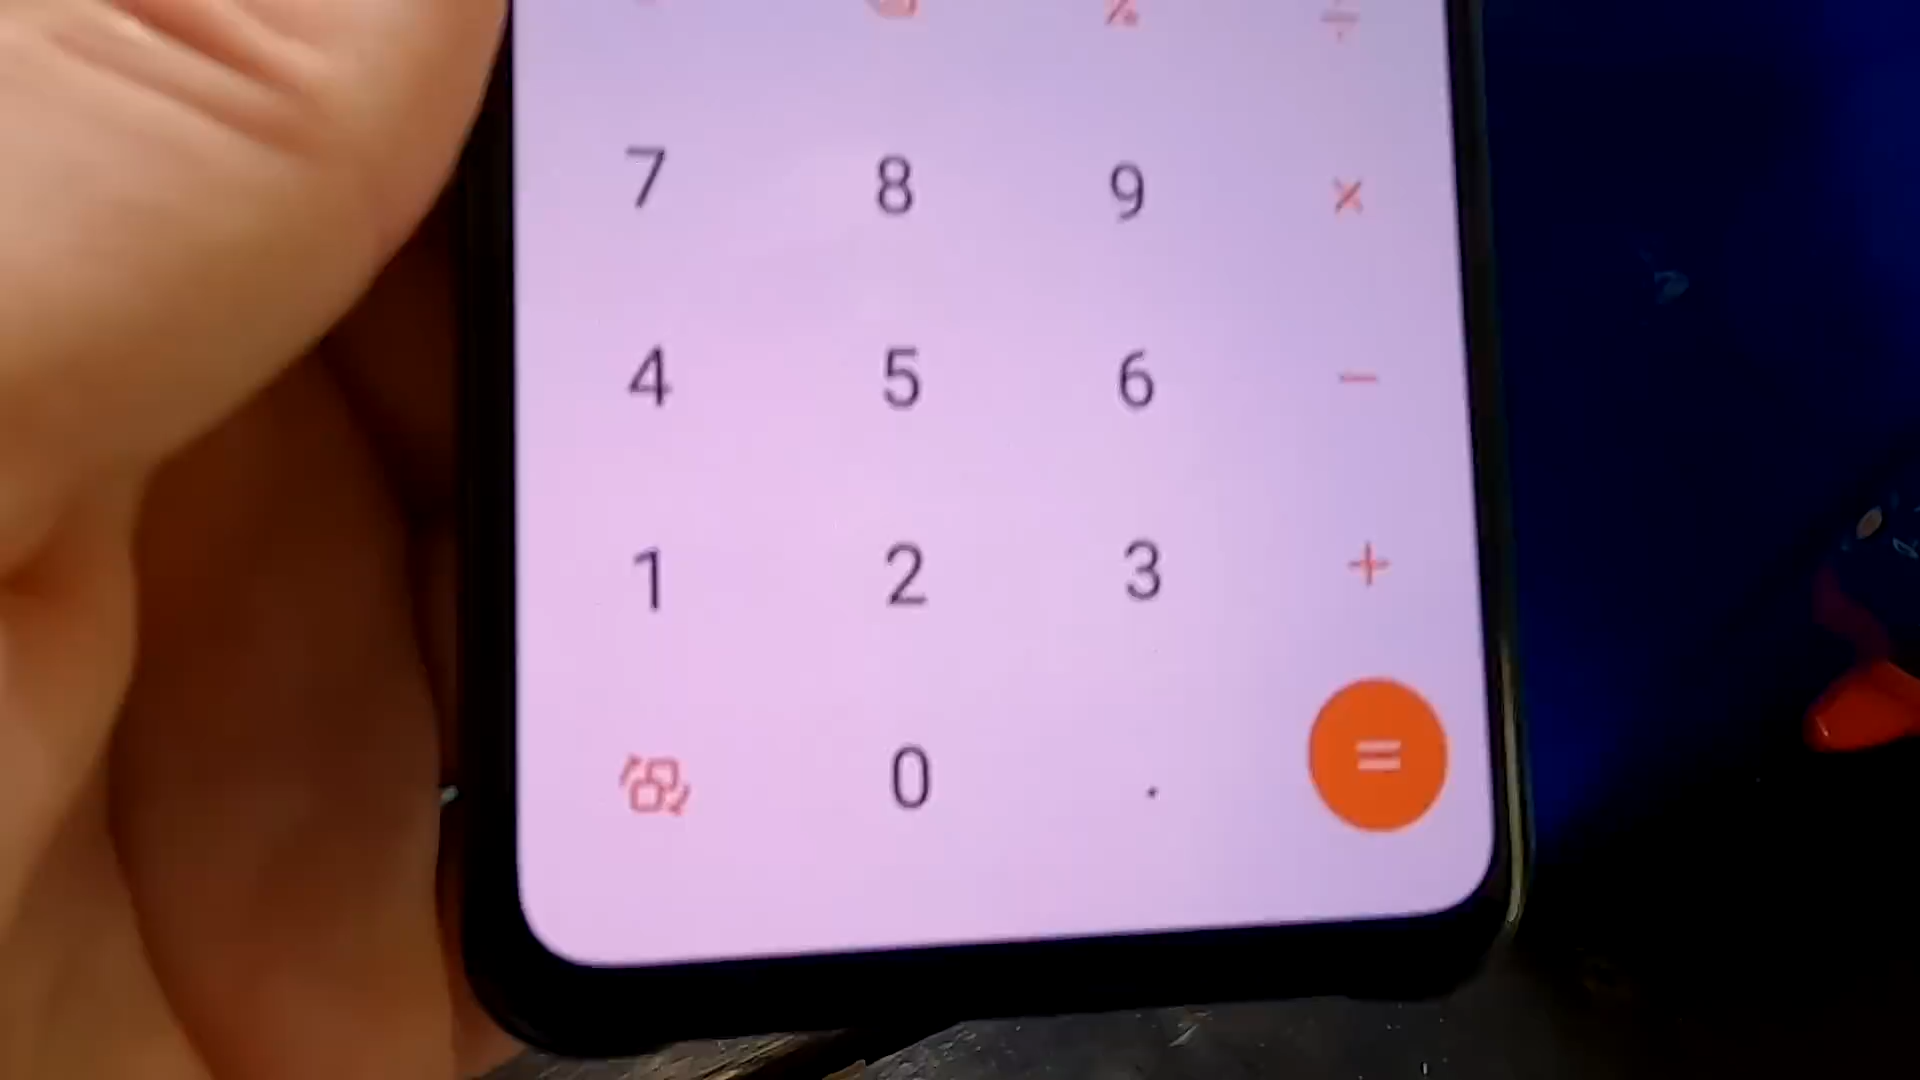 % ÷
7 8 9 ×
4 5 6 −
1 2 3 +
0 . =